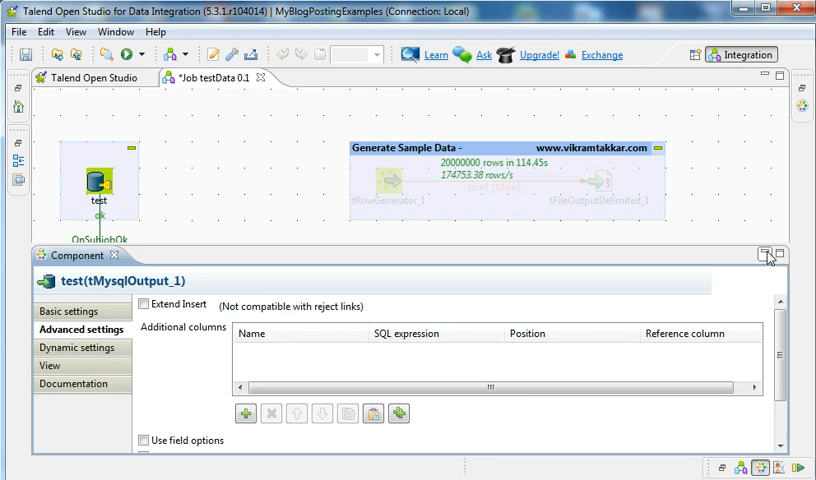 Talend Open Studio for Data Integration (5.3.1.r104014) | MyBlogPostingExamples (Connection: Local)
File Edit View Window Help
Learn Ask Upgrade! Exchange Integration
Talend Open Studio *Job testData 0.1
Generate Sample Data - www.vikramtakkar.com
20000000 rows in 114.45s
174753.38 rows/s
row1 (Main)
test tRowGenerator_1 tFileOutputDelimited_1
ok
OnSubjobOk
Component
test(tMysqlOutput_1)
Basic settings
Advanced settings
Dynamic settings
View
Documentation
Extend Insert (Not compatible with reject links)
Additional columns
Name SQL expression Position Reference column
Use field options